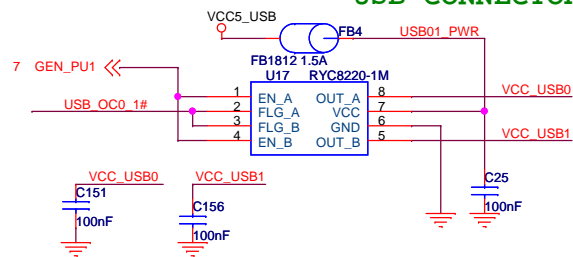 USB CONNECTOR
VCC5_USB
FB4
USB01_PWR
FB1812 1.5A
7 GEN_PU1
U17 RYC8220-1M
1 EN_A OUT_A 8 VCC_USB0
USB_OC0_1# 2 FLG_A VCC 7
3 FLG_B GND 6
4 EN_B OUT_B 5 VCC_USB1
VCC_USB0 VCC_USB1
C151 C156 C25
100nF 100nF 100nF